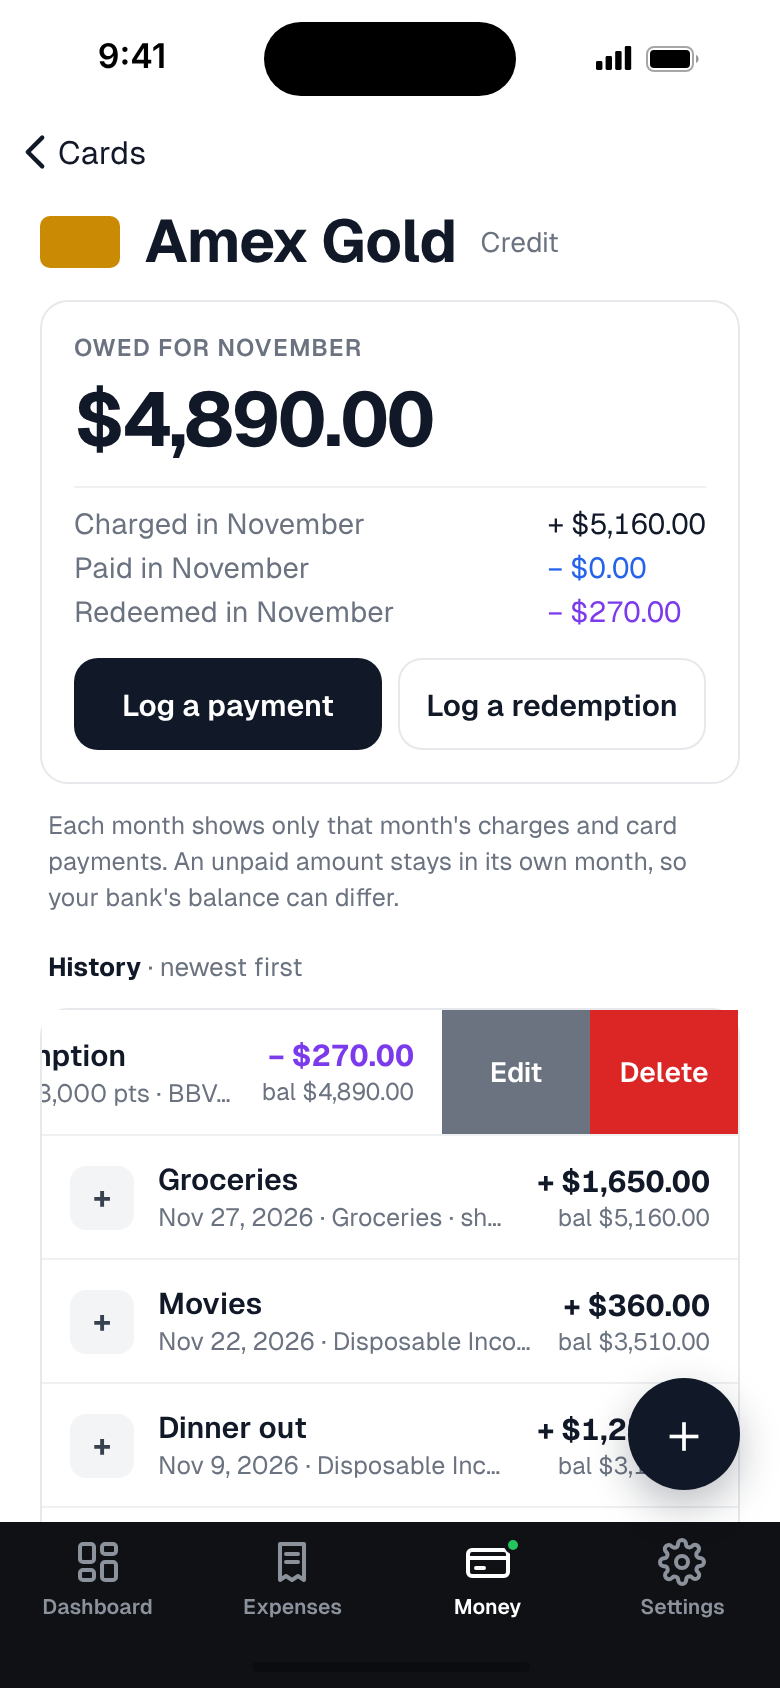 9:41
Cards
Amex Gold Credit
OWED FOR NOVEMBER
$4,890.00
Charged in November + $5,160.00
Paid in November – $0.00
Redeemed in November – $270.00
Log a payment Log a redemption
Each month shows only that month's charges and card
payments. An unpaid amount stays in its own month, so
your bank's balance can differ.
History · newest first
– $270.00 Edit Delete
3,000 pts · BBV... bal $4,890.00
+ Groceries + $1,650.00
Nov 27, 2026 · Groceries · sh... bal $5,160.00
+ Movies + $360.00
Nov 22, 2026 · Disposable Inco... bal $3,510.00
+ Dinner out + $1,2
Nov 9, 2026 · Disposable Inc... bal $3,1
Dashboard Expenses Money Settings